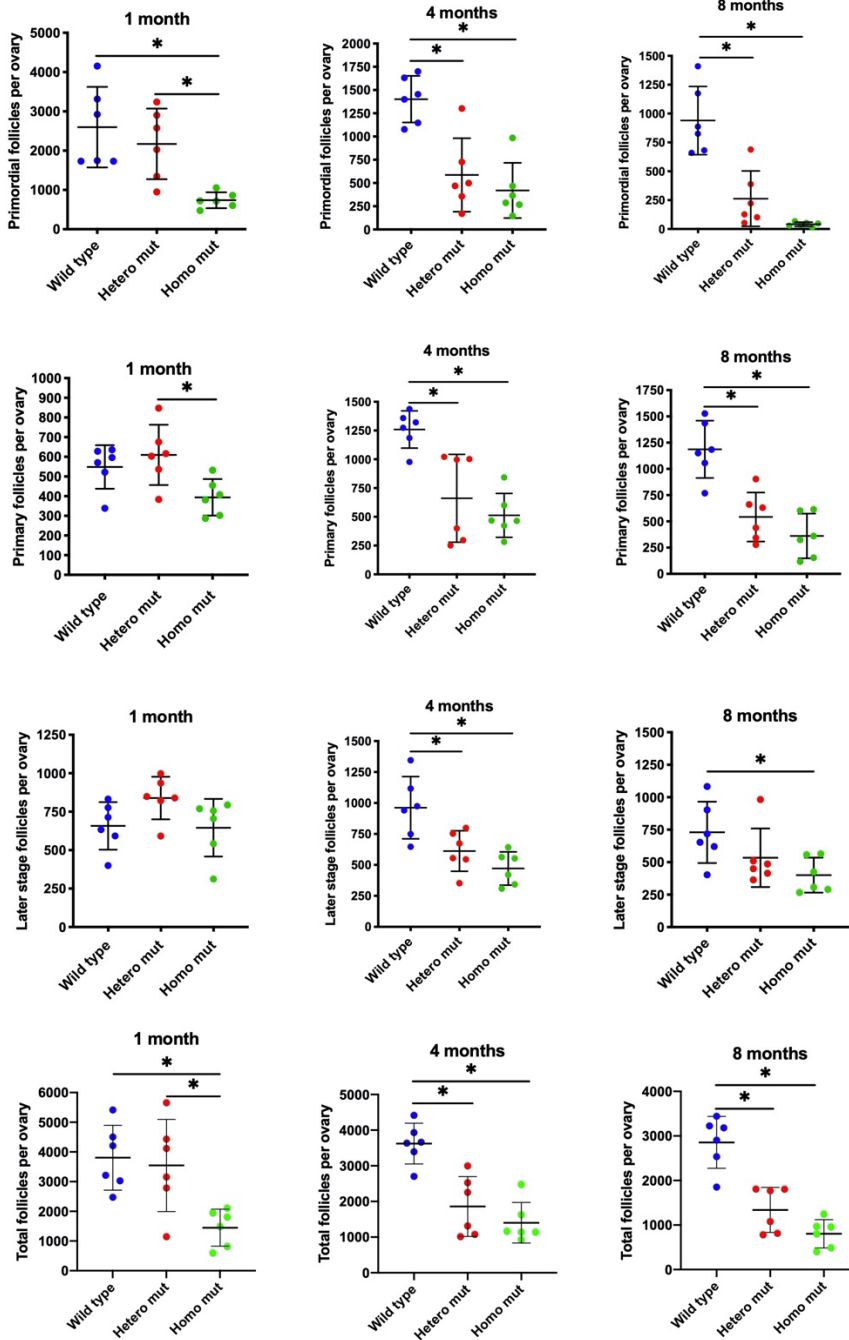 1 month
*
*
Primordial follicles per ovary
5000
4000
3000
2000
1000
0
Wild type
Hetero mut
Homo mut
4 months
*
*
Primordial follicles per ovary
2000
1750
1500
1250
1000
750
500
250
0
Wild type
Hetero mut
Homo mut
8 months
*
*
Primordial follicles per ovary
1500
1250
1000
750
500
250
0
Wild type
Hetero mut
Homo mut
1 month
*
Primary follicles per ovary
1000
900
800
700
600
500
400
300
200
100
0
Wild type
Hetero mut
Homo mut
4 months
*
*
Primary follicles per ovary
1500
1250
1000
750
500
250
0
Wild type
Hetero mut
Homo mut
8 months
*
*
Primary follicles per ovary
1750
1500
1250
1000
750
500
250
0
Wild type
Hetero mut
Homo mut
1 month
Later stage follicles per ovary
1250
1000
750
500
250
0
Wild type
Hetero mut
Homo mut
4 months
*
*
Later stage follicles per ovary
1500
1250
1000
750
500
250
0
Wild type
Hetero mut
Homo mut
8 months
*
Later stage follicles per ovary
1500
1250
1000
750
500
250
0
Wild type
Hetero mut
Homo mut
1 month
*
*
Total follicles per ovary
6000
5000
4000
3000
2000
1000
0
Wild type
Hetero mut
Homo mut
4 months
*
*
Total follicles per ovary
5000
4000
3000
2000
1000
0
Wild type
Hetero mut
Homo mut
8 months
*
*
Total follicles per ovary
4000
3000
2000
1000
0
Wild type
Hetero mut
Homo mut